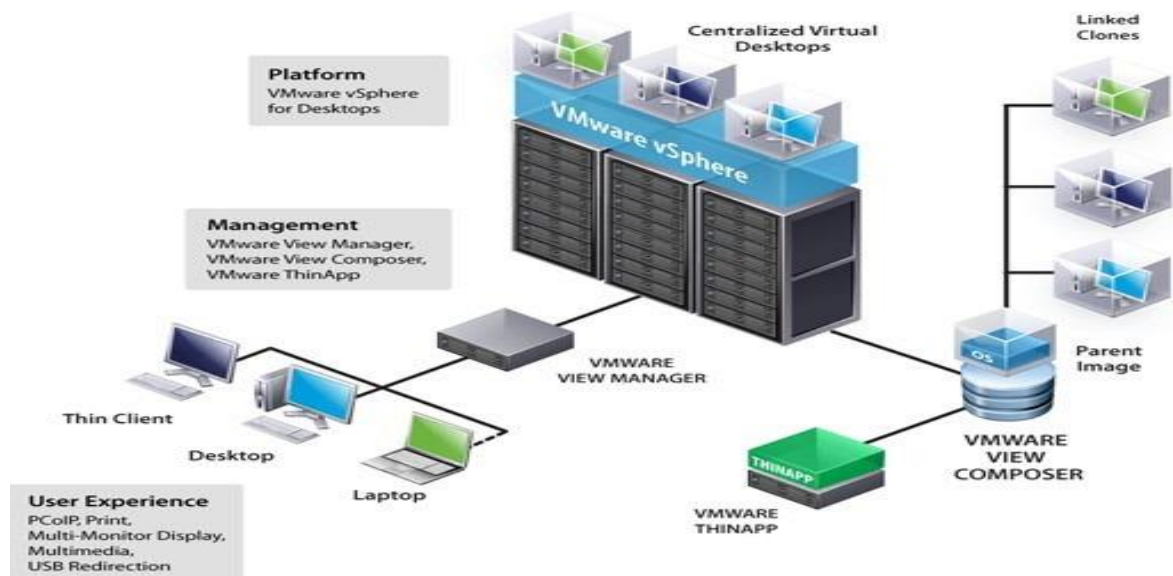 Centralized Virtual
Desktops
Linked
Clones
Platform
VMware vSphere
for Desktops
VMware vSphere
Management
VMware View Manager,
VMware View Composer,
VMware ThinApp
VMWARE
VIEW MANAGER
OS
Parent
Image
Thin Client
Desktop
Laptop
THINAPP
VMWARE
THINAPP
VMWARE
VIEW
COMPOSER
User Experience
PCoIP, Print,
Multi-Monitor Display,
Multimedia,
USB Redirection